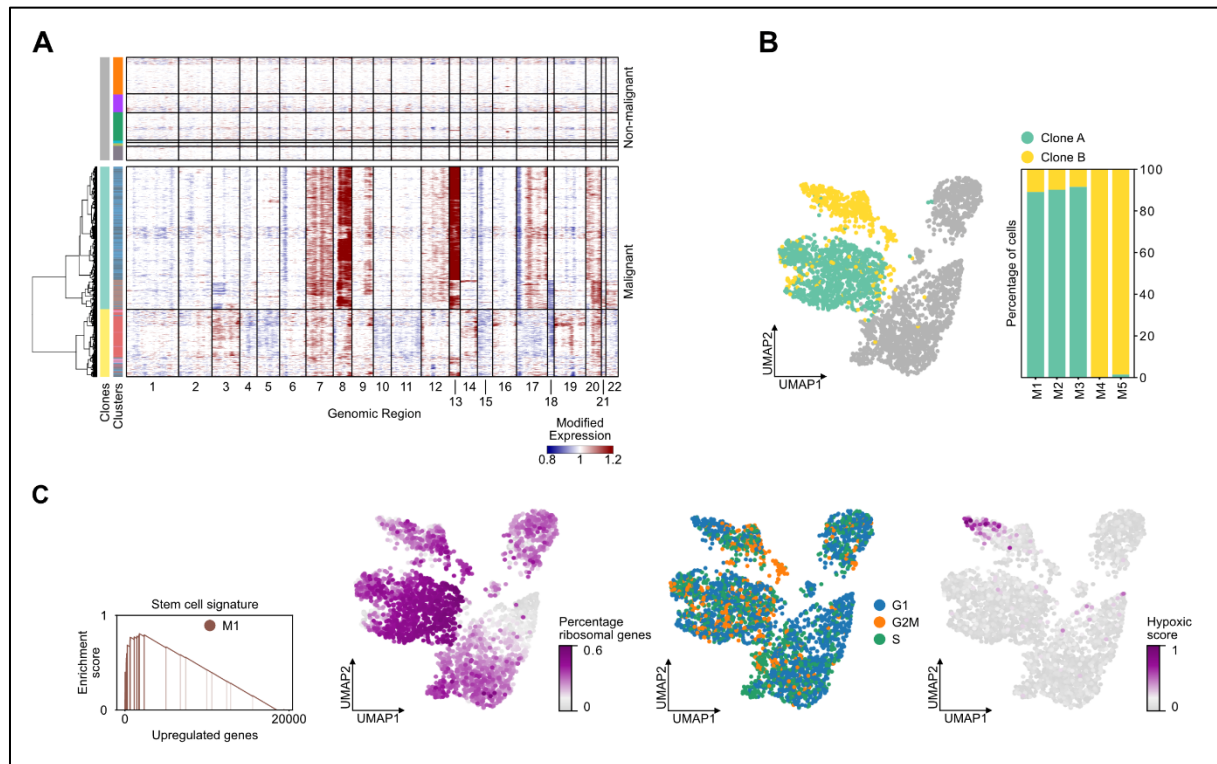 A
Non-malignant
Malignant
Clones
Clusters
1 2 3 4 5 6 7 8 9 10 11 12 14 16 17 19 20 22
13 15 18 21
Genomic Region
Modified
Expression
0.8 1 1.2
B
Clone A
Clone B
UMAP2
UMAP1
Percentage of cells
100
80
60
40
20
0
M1 M2 M3 M4 M5
C
Stem cell signature
M1
Enrichment
score
1
0
0 20000
Upregulated genes
UMAP2
UMAP1
Percentage
ribosomal genes
0.6
0
UMAP2
UMAP1
G1
G2M
S
UMAP2
UMAP1
Hypoxic
score
1
0